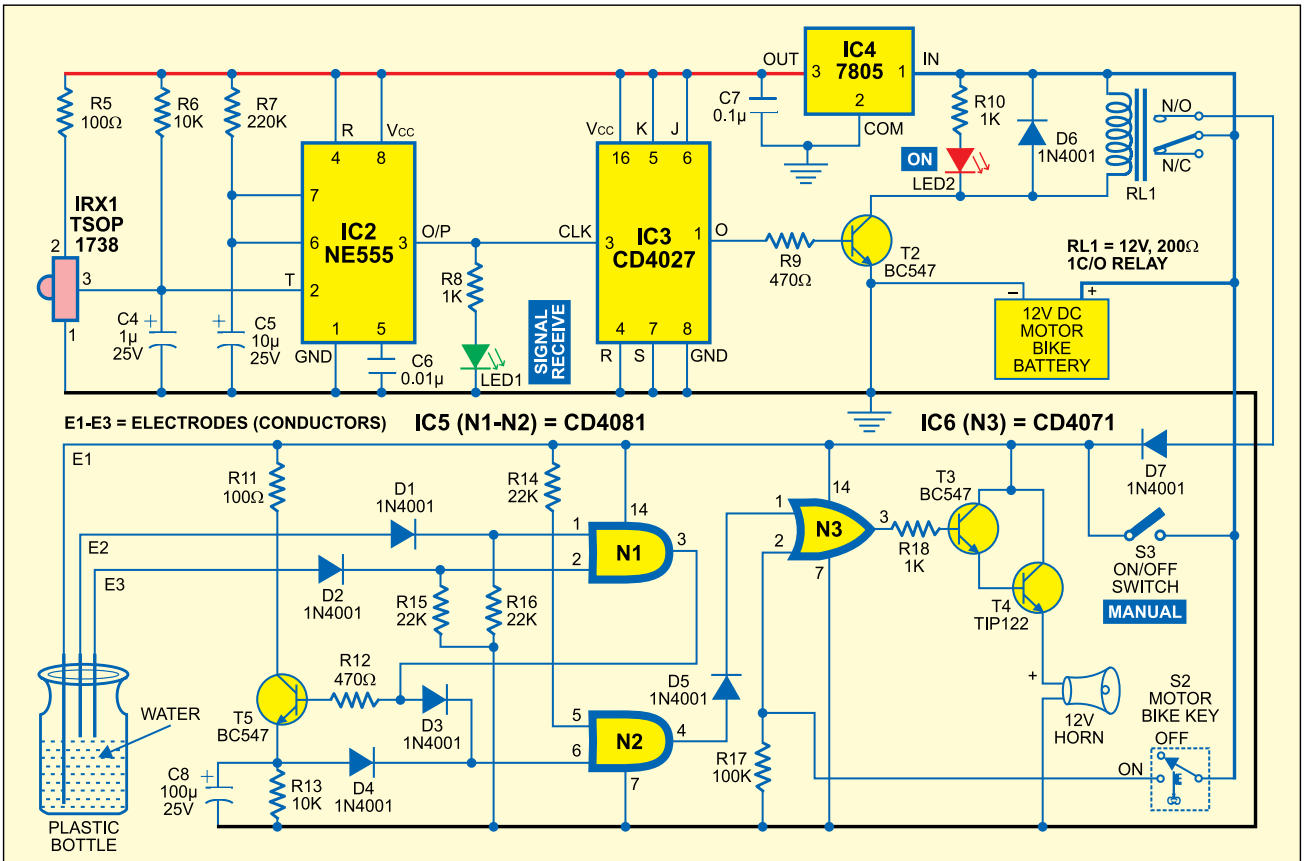 OUT
IC4
7805
IN
3
1
2
COM
C7
0.1µ
R5
100Ω
R6
10K
R7
220K
R
VCC
4
8
7
6
T
2
IC2
NE555
3
O/P
1
5
GND
C6
0.01µ
IRX1
TSOP
1738
2
3
1
C4
1µ
25V
+
C5
10µ
25V
+
R8
1K
LED1
SIGNAL
RECEIVE
VCC
K
J
16
5
6
CLK
3
IC3
CD4027
1
O
4
7
8
R
S
GND
R9
470Ω
T2
BC547
R10
1K
ON
LED2
D6
1N4001
N/O
N/C
RL1
RL1 = 12V, 200Ω
1C/O RELAY
–
+
12V DC
MOTOR
BIKE
BATTERY
E1-E3 = ELECTRODES (CONDUCTORS)
IC5 (N1-N2) = CD4081
IC6 (N3) = CD4071
E1
E2
E3
R11
100Ω
D1
1N4001
D2
1N4001
R14
22K
R15
22K
R16
22K
14
1
2
N1
3
R12
470Ω
T5
BC547
D3
1N4001
D4
1N4001
C8
100µ
25V
+
R13
10K
5
6
N2
4
7
D5
1N4001
R17
100K
1
2
N3
14
3
7
R18
1K
T3
BC547
T4
TIP122
D7
1N4001
S3
ON/OFF
SWITCH
MANUAL
+
12V
HORN
S2
MOTOR
BIKE KEY
OFF
ON
WATER
PLASTIC
BOTTLE